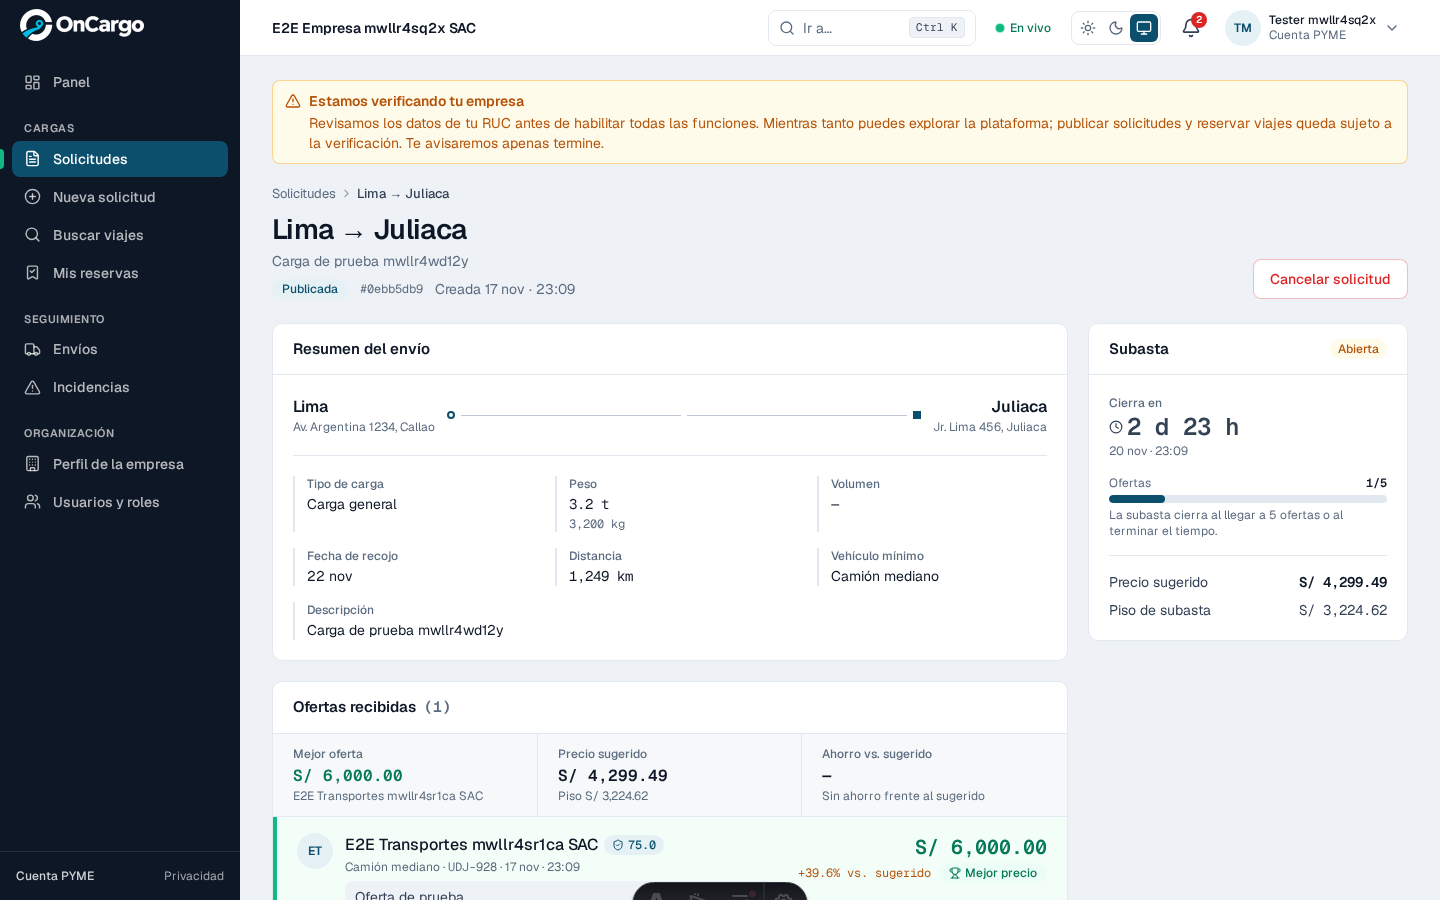 OnCargo
E2E Empresa mwllr4sq2x SAC
Ir a...
Ctrl K
En vivo
2
TM
Tester mwllr4sq2x
Cuenta PYME
Panel
CARGAS
Solicitudes
Nueva solicitud
Buscar viajes
Mis reservas
SEGUIMIENTO
Envíos
Incidencias
ORGANIZACIÓN
Perfil de la empresa
Usuarios y roles
Cuenta PYME
Privacidad
Estamos verificando tu empresa
Revisamos los datos de tu RUC antes de habilitar todas las funciones. Mientras tanto puedes explorar la plataforma; publicar solicitudes y reservar viajes queda sujeto a
la verificación. Te avisaremos apenas termine.
Solicitudes > Lima → Juliaca
Lima → Juliaca
Carga de prueba mwllr4wd12y
Publicada #0ebb5db9 Creada 17 nov · 23:09
Cancelar solicitud
Resumen del envío
Lima
Av. Argentina 1234, Callao
Juliaca
Jr. Lima 456, Juliaca
Tipo de carga
Carga general
Peso
3.2 t
3,200 kg
Volumen
—
Fecha de recojo
22 nov
Distancia
1,249 km
Vehículo mínimo
Camión mediano
Descripción
Carga de prueba mwllr4wd12y
Subasta
Abierta
Cierra en
2 d 23 h
20 nov · 23:09
Ofertas 1/5
La subasta cierra al llegar a 5 ofertas o al
terminar el tiempo.
Precio sugerido S/ 4,299.49
Piso de subasta S/ 3,224.62
Ofertas recibidas (1)
Mejor oferta
S/ 6,000.00
E2E Transportes mwllr4sr1ca SAC
Precio sugerido
S/ 4,299.49
Piso S/ 3,224.62
Ahorro vs. sugerido
—
Sin ahorro frente al sugerido
ET
E2E Transportes mwllr4sr1ca SAC 75.0
Camión mediano · UDJ-928 · 17 nov · 23:09
Oferta de prueba
S/ 6,000.00
+39.6% vs. sugerido Mejor precio